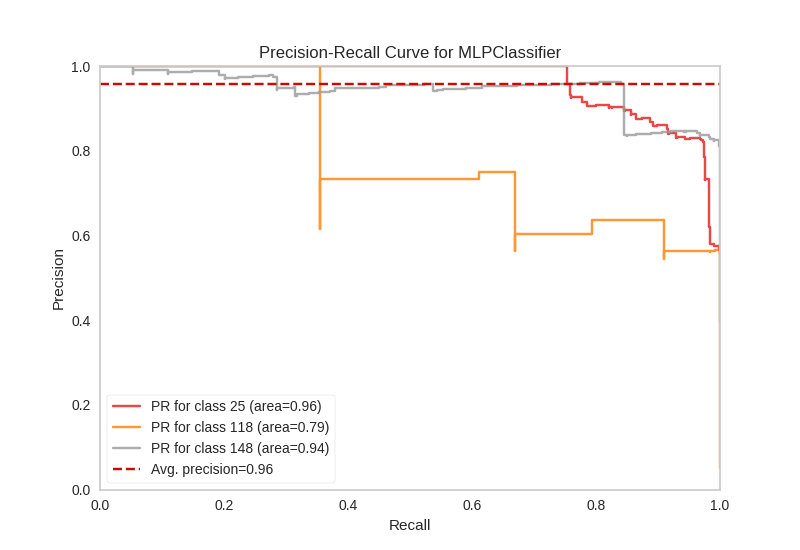 Precision-Recall Curve for MLPClassifier
1.0
0.8
0.6
0.4
0.2
0.0
Precision
PR for class 25 (area=0.96)
PR for class 118 (area=0.79)
PR for class 148 (area=0.94)
Avg. precision=0.96
0.0 0.2 0.4 0.6 0.8 1.0
Recall